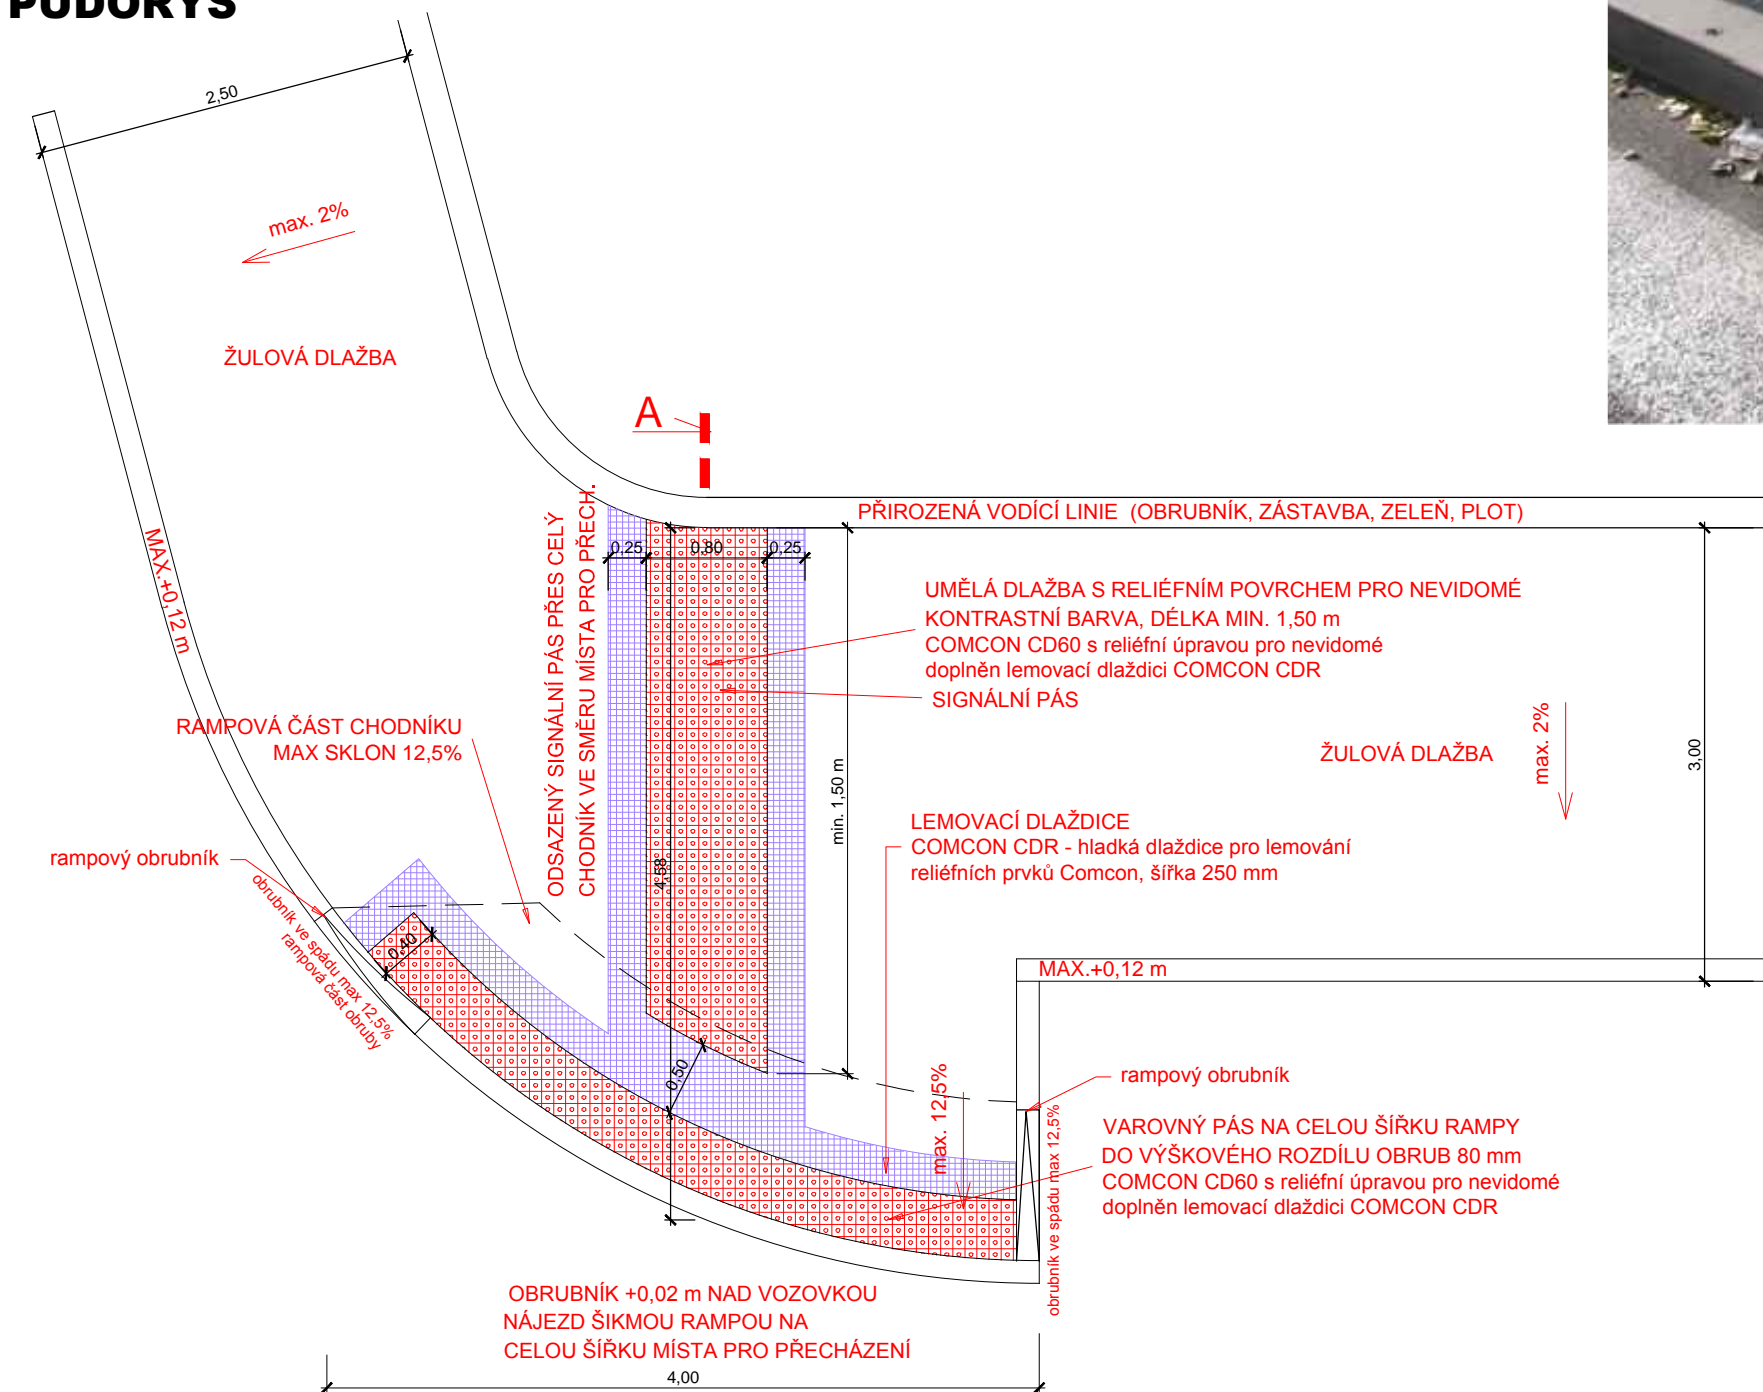 PŮDORYS
2,50
max. 2%
ŽULOVÁ DLAŽBA
A
MAX.+0,12 m
PŘIROZENÁ VODÍCÍ LINIE (OBRUBNÍK, ZÁSTAVBA, ZELEŇ, PLOT)
ODSAZENÝ SIGNÁLNÍ PÁS PŘES CELÝ
CHODNÍK VE SMĚRU MÍSTA PRO PŘECH.
0,25
0,80
0,25
UMĚLÁ DLAŽBA S RELIÉFNÍM POVRCHEM PRO NEVIDOMÉ
KONTRASTNÍ BARVA, DÉLKA MIN. 1,50 m
COMCON CD60 s reliéfní úpravou pro nevidomé
doplněn lemovací dlaždici COMCON CDR
SIGNÁLNÍ PÁS
RAMPOVÁ ČÁST CHODNÍKU
MAX SKLON 12,5%
ŽULOVÁ DLAŽBA
max. 2%
3,00
min. 1,50 m
4,58
LEMOVACÍ DLAŽDICE
COMCON CDR - hladká dlaždice pro lemování
reliéfních prvků Comcon, šířka 250 mm
rampový obrubník
obrubník ve spádu max 12,5%
rampová část obruby
0,40
MAX.+0,12 m
0,50
max. 12,5%
rampový obrubník
obrubník ve spádu max 12,5%
VAROVNÝ PÁS NA CELOU ŠÍŘKU RAMPY
DO VÝŠKOVÉHO ROZDÍLU OBRUB 80 mm
COMCON CD60 s reliéfní úpravou pro nevidomé
doplněn lemovací dlaždici COMCON CDR
OBRUBNÍK +0,02 m NAD VOZOVKOU
NÁJEZD ŠIKMOU RAMPOU NA
CELOU ŠÍŘKU MÍSTA PRO PŘECHÁZENÍ
4,00